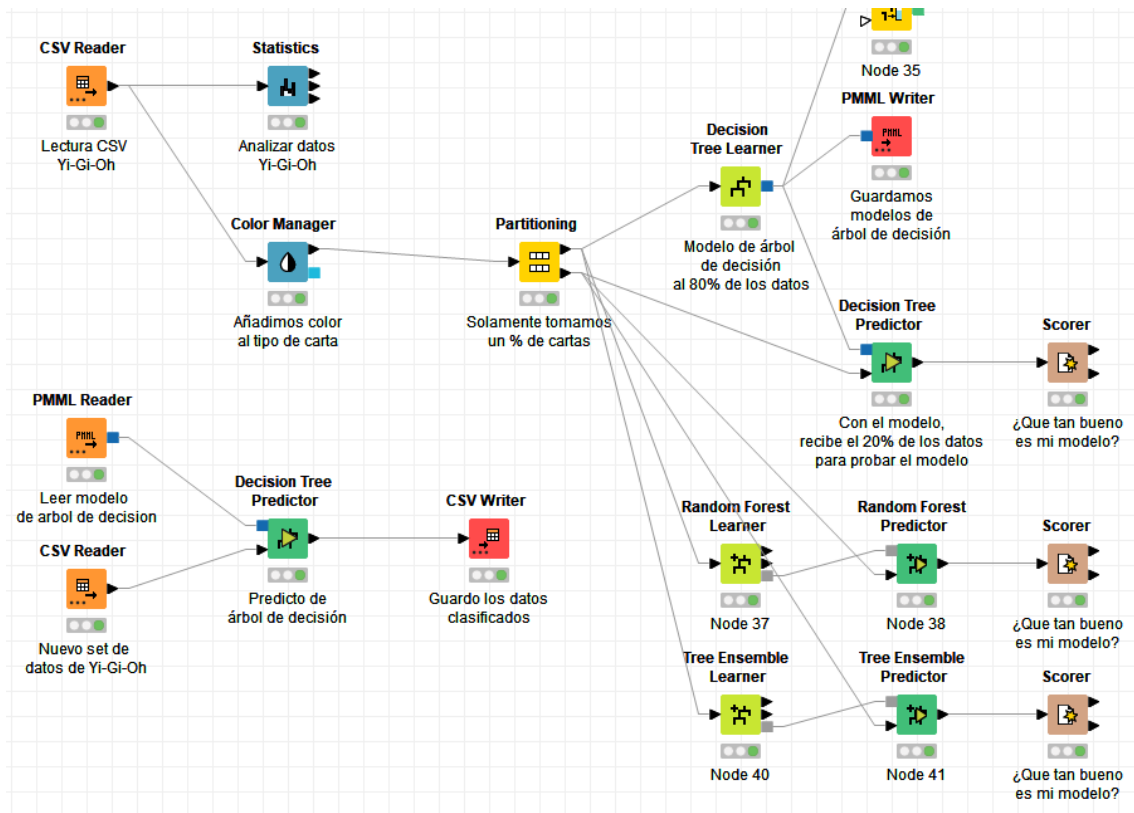 CSV Reader
Lectura CSV
Yi-Gi-Oh
Statistics
Analizar datos
Yi-Gi-Oh
Node 35
PMML Writer
PMML
Guardamos
modelos de
árbol de decisión
Decision
Tree Learner
Modelo de árbol
de decisión
al 80% de los datos
Color Manager
Añadimos color
al tipo de carta
Partitioning
Solamente tomamos
un % de cartas
Decision Tree
Predictor
Con el modelo,
recibe el 20% de los datos
para probar el modelo
Scorer
¿Que tan bueno
es mi modelo?
PMML Reader
PMML
Leer modelo
de arbol de decision
Decision Tree
Predictor
Predicto de
árbol de decisión
CSV Writer
Guardo los datos
clasificados
CSV Reader
Nuevo set de
datos de Yi-Gi-Oh
Random Forest
Learner
Node 37
Random Forest
Predictor
Node 38
Scorer
¿Que tan bueno
es mi modelo?
Tree Ensemble
Learner
Node 40
Tree Ensemble
Predictor
Node 41
Scorer
¿Que tan bueno
es mi modelo?